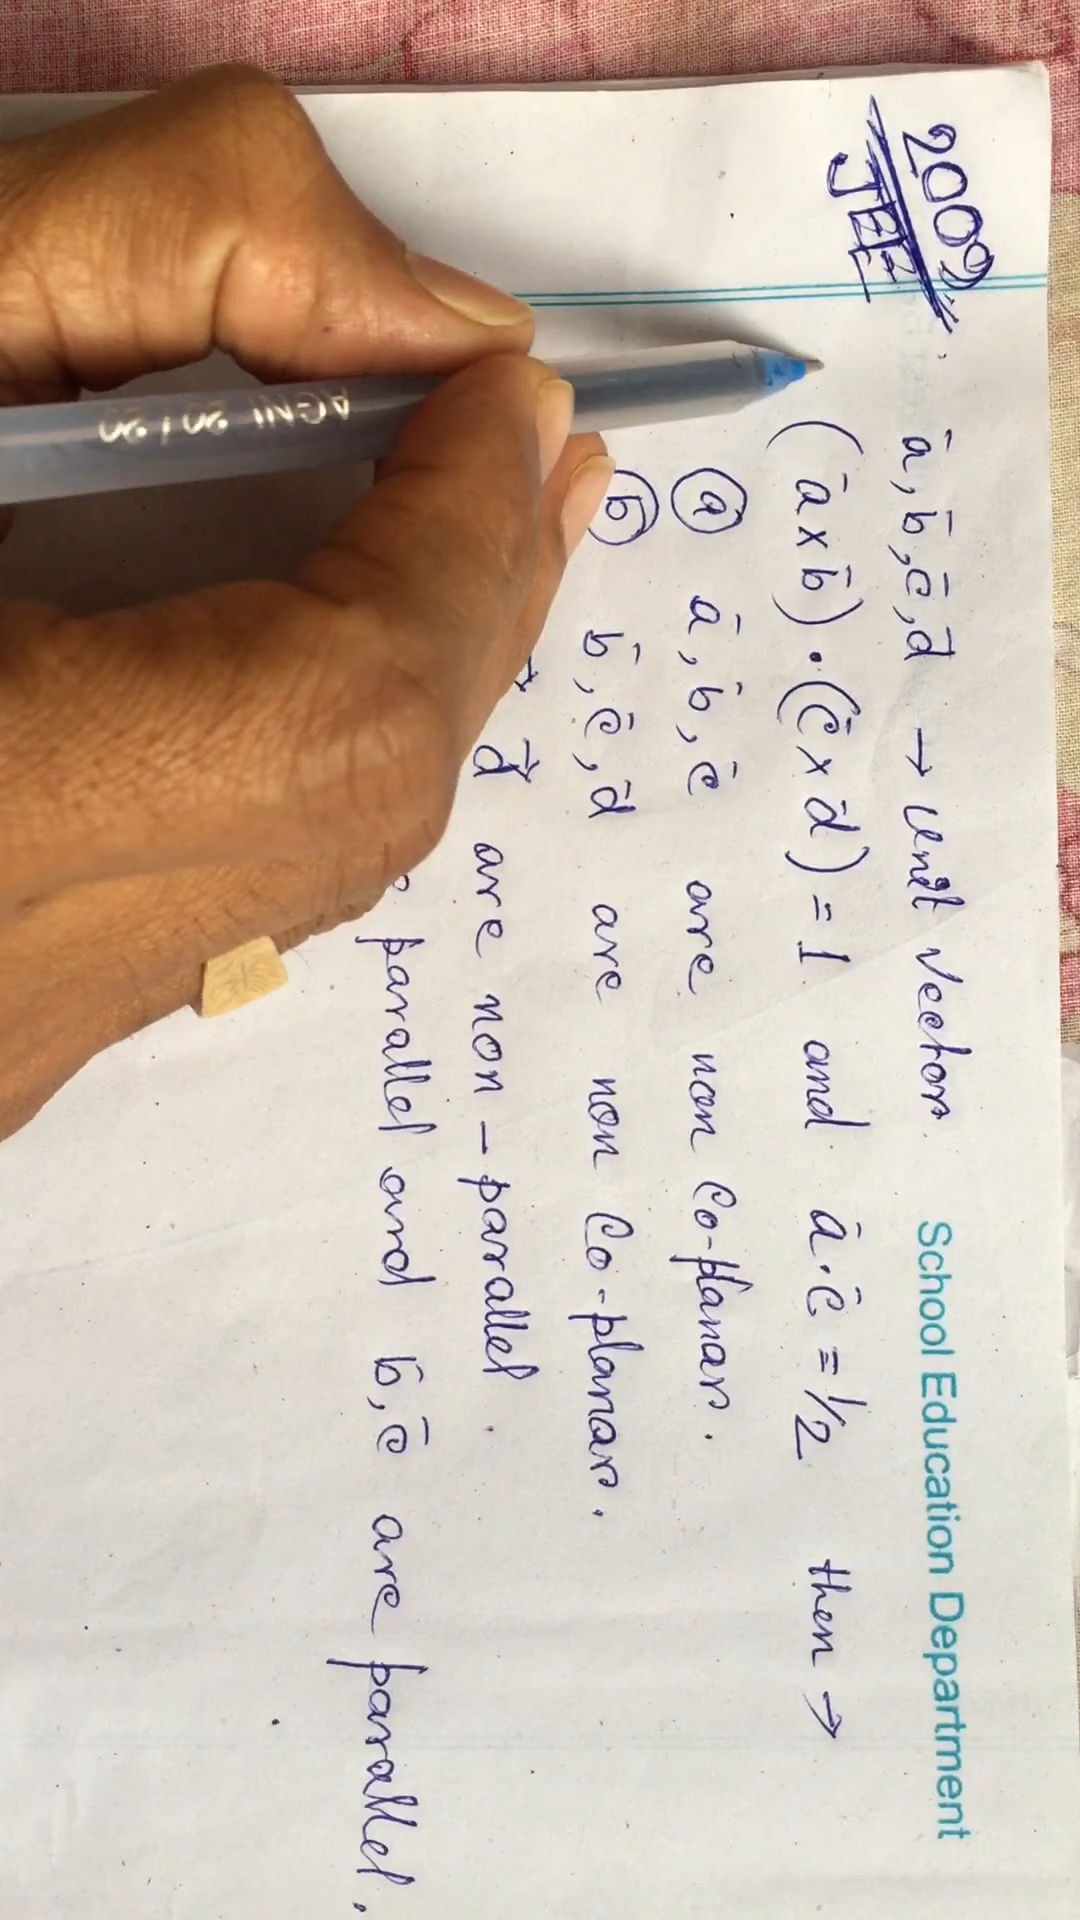 2009
JEE
School Education Department
ā, b̄, c̄, d̄ → Unit Vector.
(ā × b̄) · (c̄ × d̄) = 1 and ā · c̄ = 1/2 then →
ⓐ ā, b̄, c̄ are non Co-planar.
ⓑ b̄, c̄, d̄ are non Co-planar.
d⃗ are non-parallel.
parallel and b̄, c̄ are parallel.
AGNI 20/20